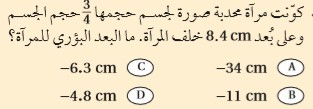 . كوّنت مرآة محدبة صورة لجسم حجمها 3/4 حجم الجسم
وعلى بُعد 8.4 cm خلف المرآة. ما البعد البؤري للمرآة؟
−34 cm A −6.3 cm C
−11 cm B −4.8 cm D